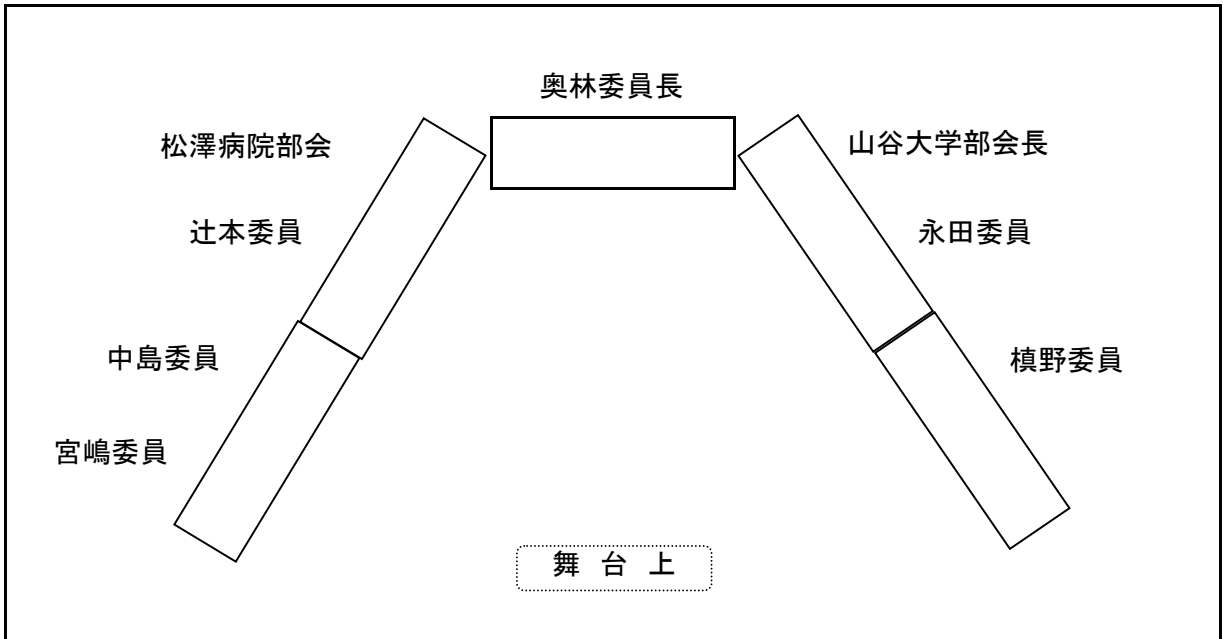 奥林委員長
松澤病院部会
山谷大学部会長
辻本委員
永田委員
中島委員
槙野委員
宮嶋委員
舞 台 上